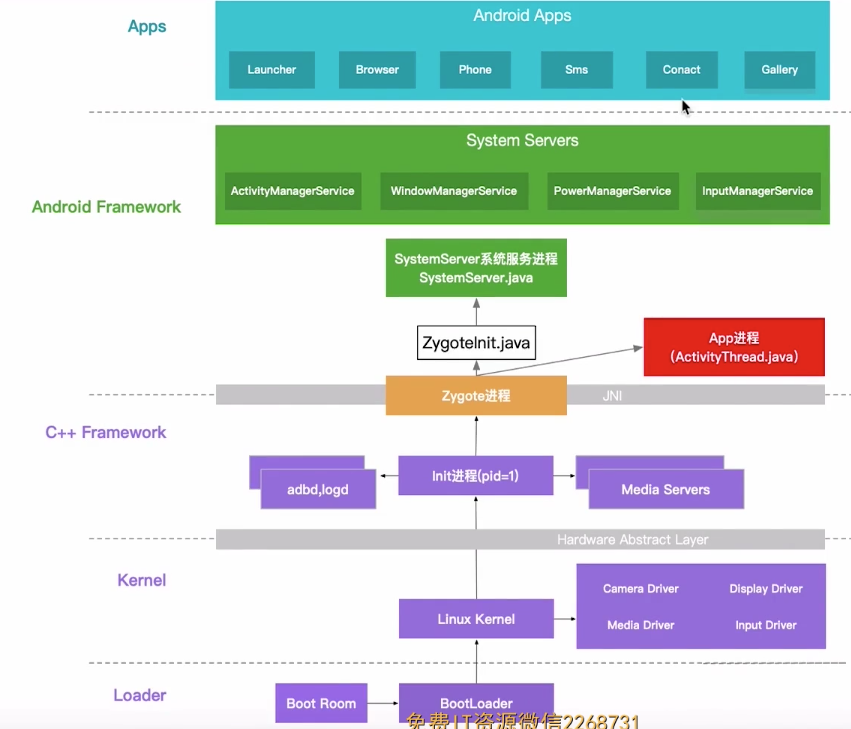 Apps
Android Apps
Launcher
Browser
Phone
Sms
Conact
Gallery
System Servers
ActivityManagerService
WindowManagerService
PowerManagerService
InputManagerService
Android Framework
SystemServer系统服务进程
SystemServer.java
ZygoteInit.java
App进程
(ActivityThread.java)
Zygote进程
JNI
C++ Framework
Init进程(pid=1)
adbd,logd
Media Servers
Hardware Abstract Layer
Kernel
Camera Driver
Display Driver
Linux Kernel
Media Driver
Input Driver
Loader
Boot Room
BootLoader
免费IT资源微信2268731